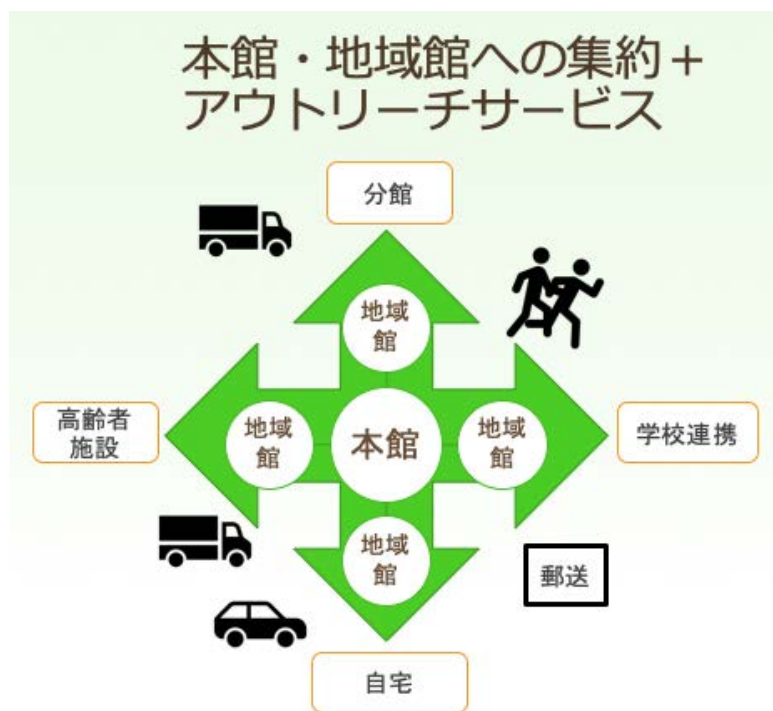 本館・地域館への集約＋
アウトリーチサービス
分館
地域
館
高齢者
施設
地域
館
本館
地域
館
学校連携
地域
館
郵送
自宅